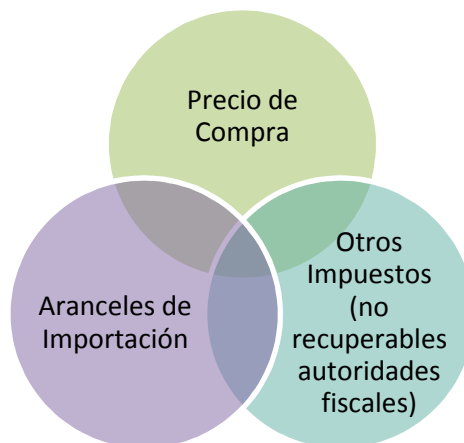 Precio de
Compra
Aranceles de
Importación
Otros
Impuestos
(no
recuperables
autoridades
fiscales)